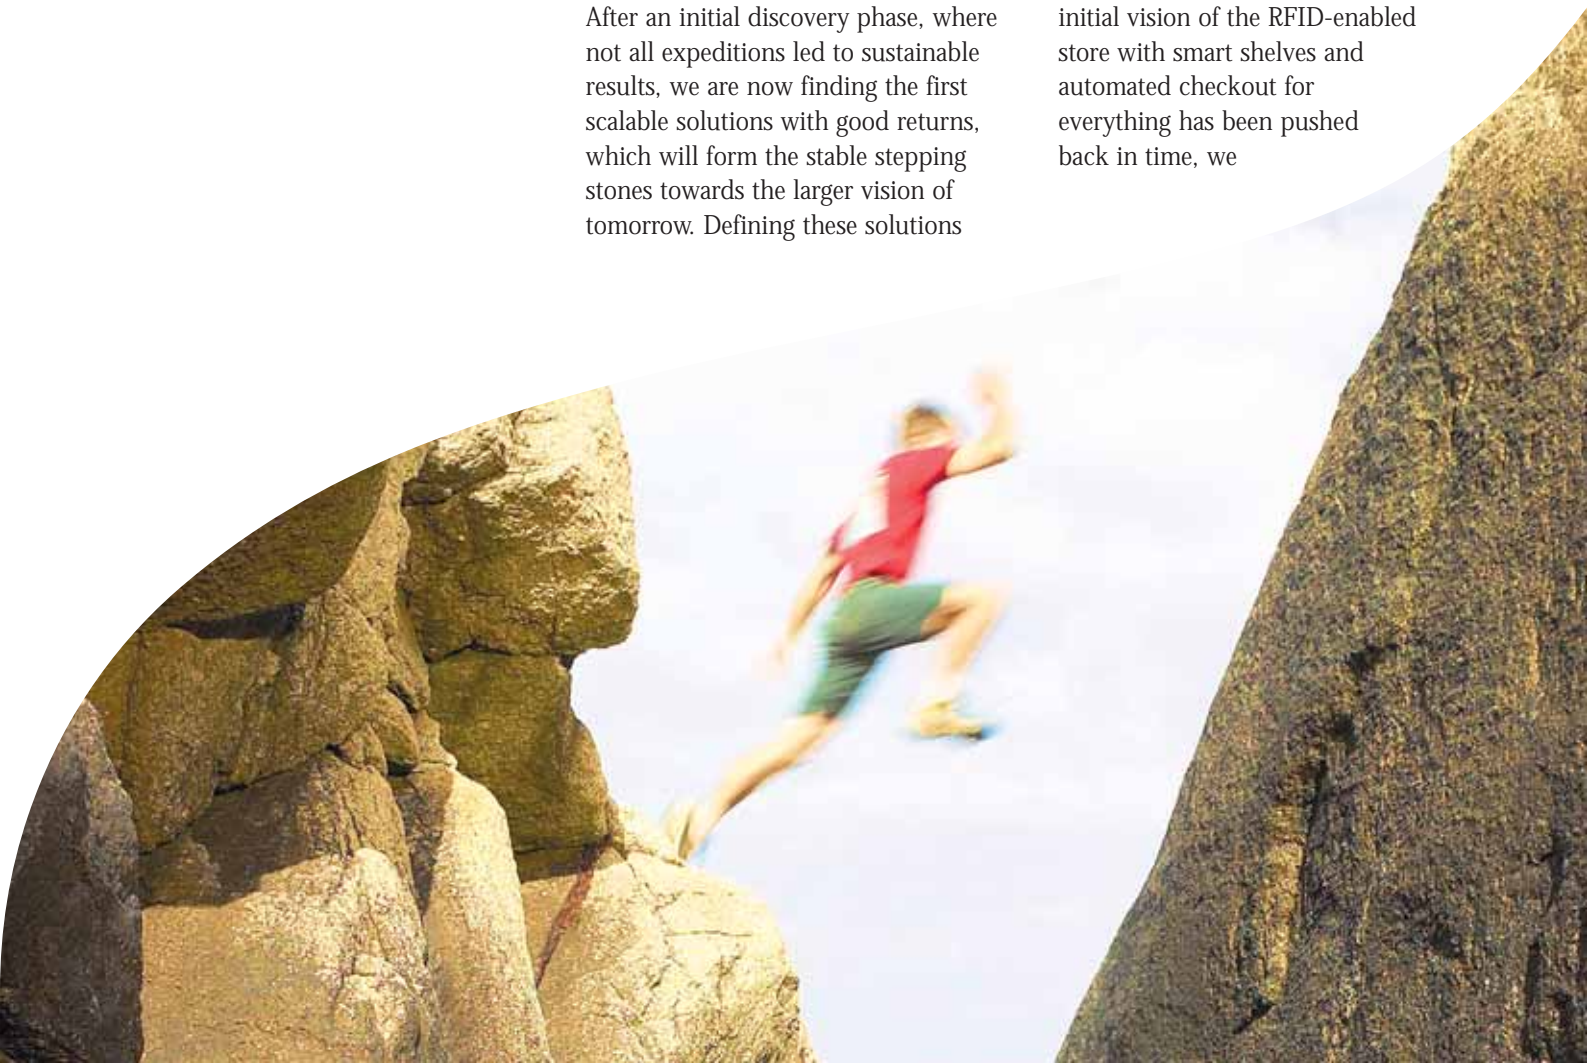 After an initial discovery phase, where
not all expeditions led to sustainable
results, we are now finding the first
scalable solutions with good returns,
which will form the stable stepping
stones towards the larger vision of
tomorrow. Defining these solutions
initial vision of the RFID-enabled
store with smart shelves and
automated checkout for
everything has been pushed
back in time, we